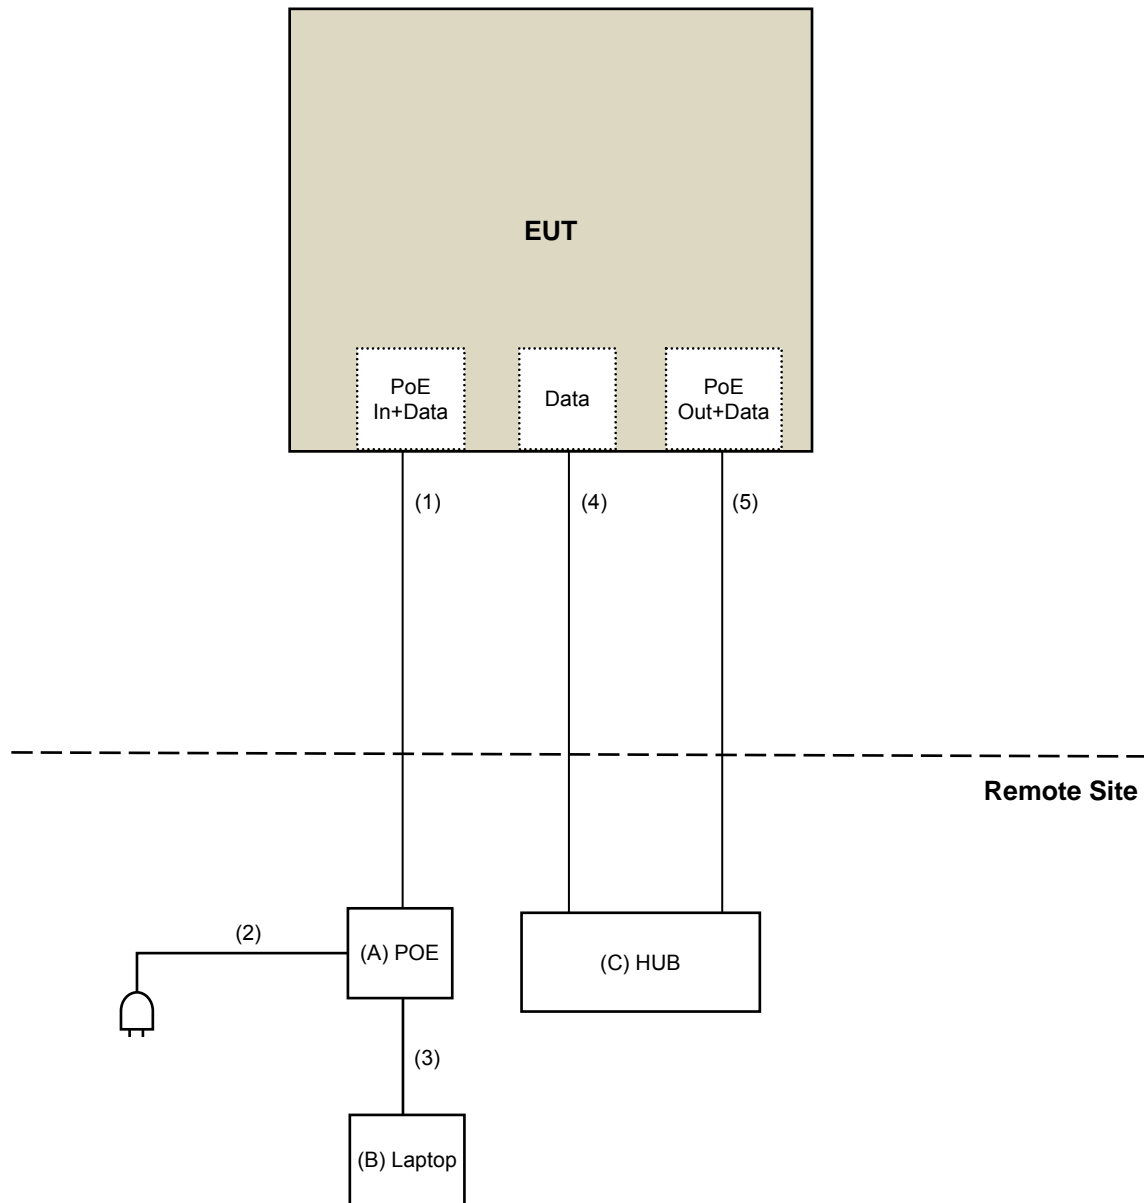 EUT
PoE
In+Data
Data
PoE
Out+Data
(1)
(4)
(5)
Remote Site
(2)
(A) POE
(C) HUB
(3)
(B) Laptop